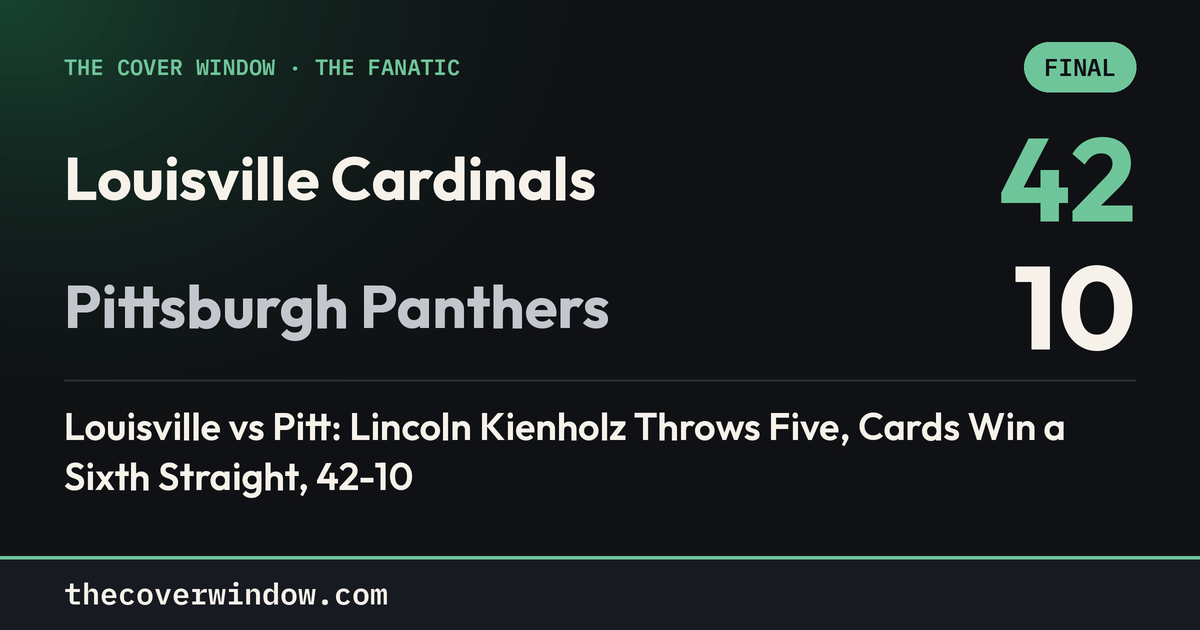 THE COVER WINDOW · THE FANATIC
FINAL
Louisville Cardinals 42
Pittsburgh Panthers 10
Louisville vs Pitt: Lincoln Kienholz Throws Five, Cards Win a
Sixth Straight, 42-10
thecoverwindow.com